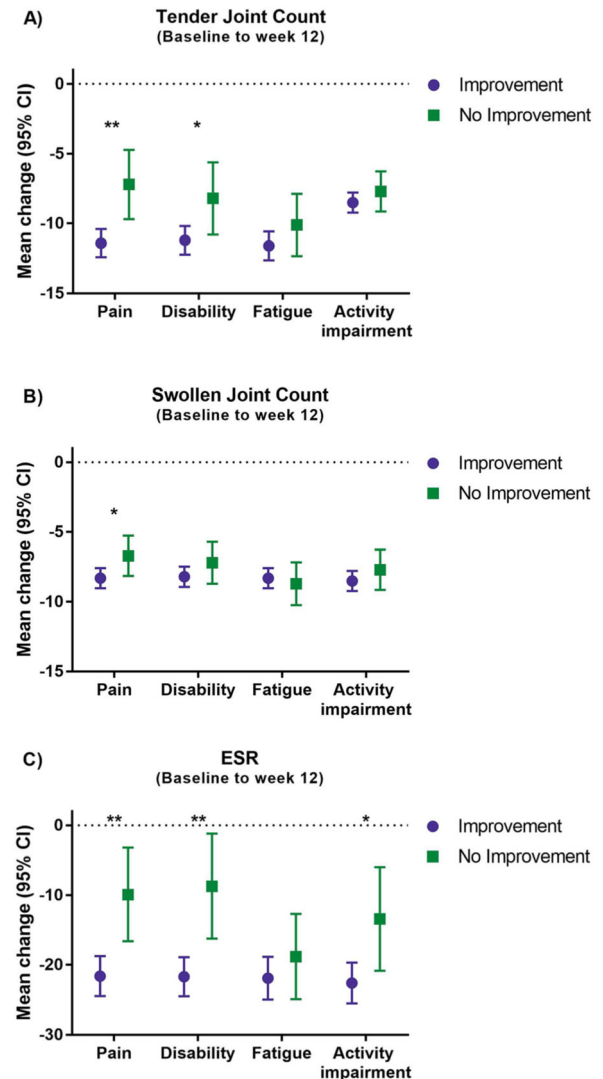 A)
Tender Joint Count
(Baseline to week 12)
Mean change (95% CI)
0
-5
-10
-15
** *
Pain Disability Fatigue Activity
impairment
Improvement
No Improvement
B)
Swollen Joint Count
(Baseline to week 12)
Mean change (95% CI)
0
-5
-10
-15
*
Pain Disability Fatigue Activity
impairment
Improvement
No Improvement
C)
ESR
(Baseline to week 12)
Mean change (95% CI)
0
-10
-20
-30
** ** *
Pain Disability Fatigue Activity
impairment
Improvement
No Improvement